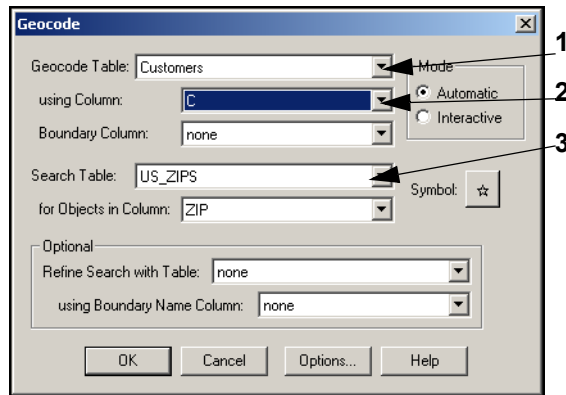 Geocode
1
Geocode Table: Customers
Mode
using Column: C
Automatic
2
Boundary Column: none
Interactive
3
Search Table: US_ZIPS
Symbol:
for Objects in Column: ZIP
Optional
Refine Search with Table: none
using Boundary Name Column: none
OK Cancel Options... Help